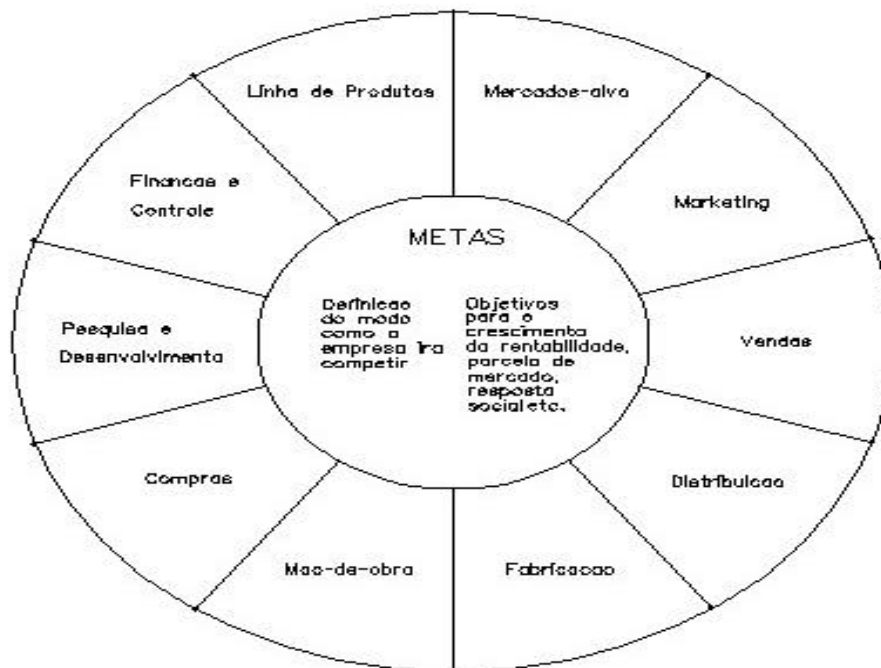 Linha de Produtos
Mercados-alvo
Financas e
Controle
Marketing
METAS
Definicao
do modo
como a
empresa ira
competir
Objetivos
para o
crescimento
da rentabilidade,
parcela de
mercado,
resposta
social etc.
Pesquisa e
Desenvolvimento
Vendas
Compras
Distribuicao
Mao-de-obra
Fabricacao